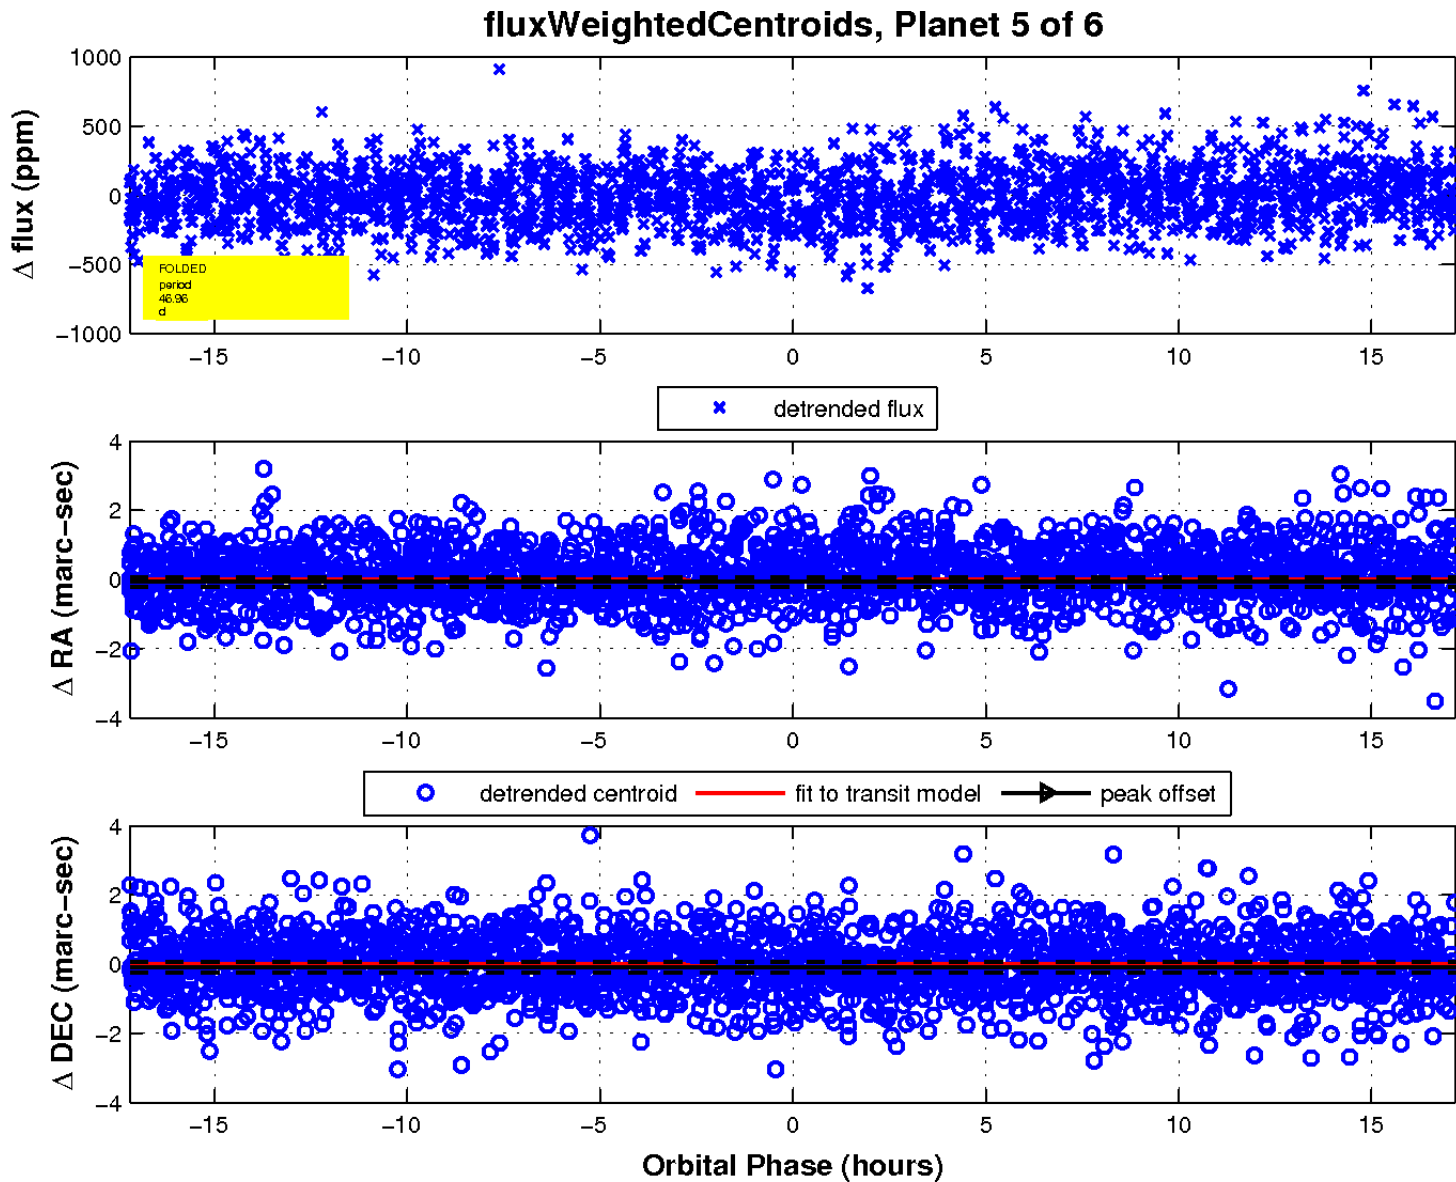 fluxWeightedCentroids, Planet 5 of 6
Δ flux (ppm)
1000
500
0
−500
−1000
FOLDED
period
46.96
d
−15 −10 −5 0 5 10 15
detrended flux
Δ RA (marc−sec)
4
2
0
−2
−4
−15 −10 −5 0 5 10 15
detrended centroid fit to transit model peak offset
Δ DEC (marc−sec)
4
2
0
−2
−4
−15 −10 −5 0 5 10 15
Orbital Phase (hours)